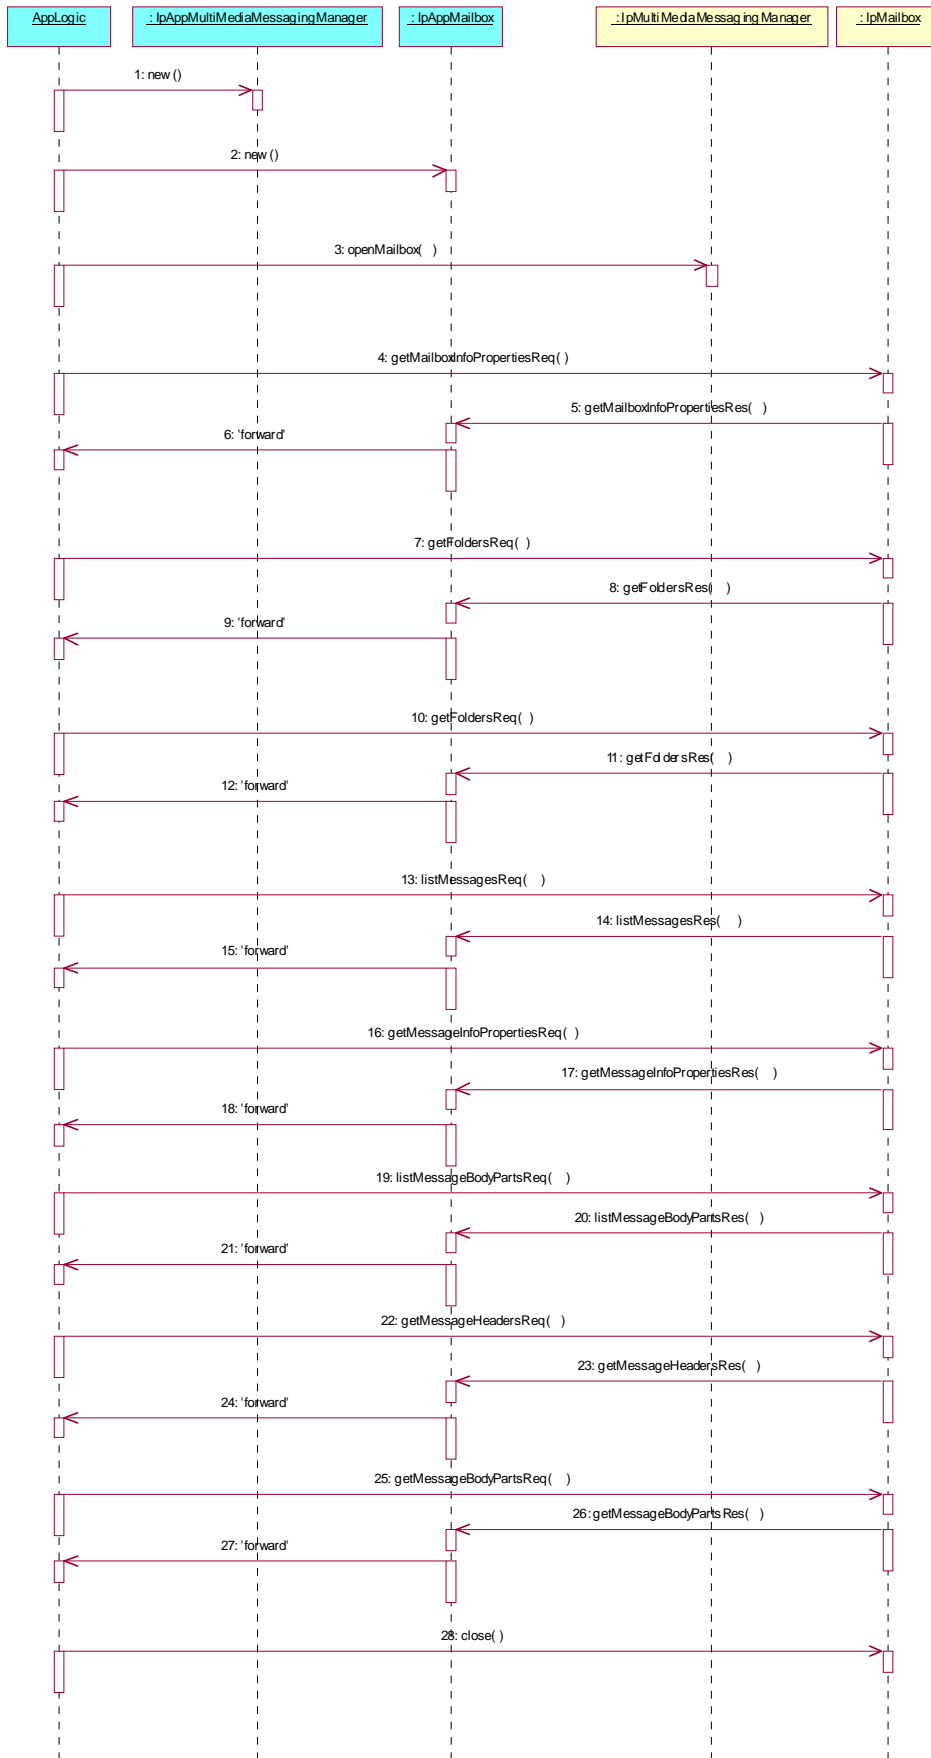 AppLogic
: IpAppMultiMediaMessagingManager
: IpAppMailbox
: IpMultiMediaMessagingManager
: IpMailbox
1: new ()
2: new ()
3: openMailbox( )
4: getMailboxInfoPropertiesReq( )
5: getMailboxInfoPropertiesRes( )
6: 'forward'
7: getFoldersReq( )
8: getFoldersRes( )
9: 'forward'
10: getFoldersReq( )
11: getFoldersRes( )
12: 'forward'
13: listMessagesReq( )
14: listMessagesRes( )
15: 'forward'
16: getMessageInfoPropertiesReq( )
17: getMessageInfoPropertiesRes( )
18: 'forward'
19: listMessageBodyPartsReq( )
20: listMessageBodyPartsRes( )
21: 'forward'
22: getMessageHeadersReq( )
23: getMessageHeadersRes( )
24: 'forward'
25: getMessageBodyPartsReq( )
26: getMessageBodyPartsRes( )
27: 'forward'
28: close( )